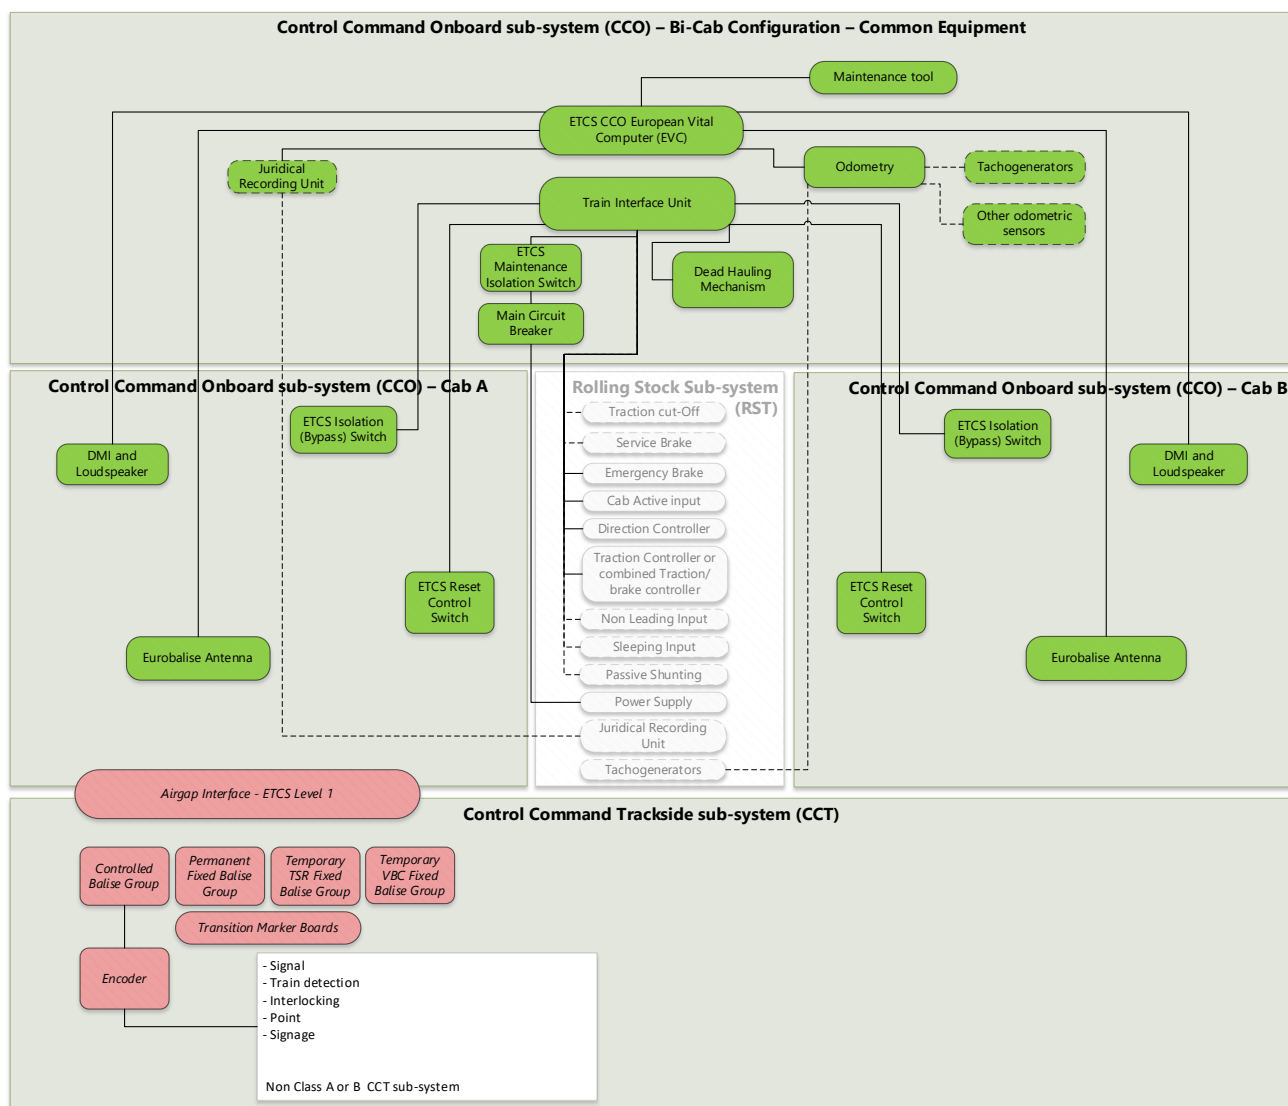 Control Command Onboard sub-system (CCO) – Bi-Cab Configuration – Common Equipment
Maintenance tool
ETCS CCO European Vital
Computer (EVC)
Juridical
Recording Unit
Odometry
Tachogenerators
Train Interface Unit
Other odometric
sensors
ETCS
Maintenance
Isolation Switch
Dead Hauling
Mechanism
Main Circuit
Breaker
Control Command Onboard sub-system (CCO) – Cab A
ETCS Isolation
(Bypass) Switch
DMI and
Loudspeaker
ETCS Reset
Control
Switch
Eurobalise Antenna
Rolling Stock Sub-system
(RST)
Traction cut-Off
Service Brake
Emergency Brake
Cab Active input
Direction Controller
Traction Controller or
combined Traction/
brake controller
Non Leading Input
Sleeping Input
Passive Shunting
Power Supply
Juridical Recording
Unit
Tachogenerators
Control Command Onboard sub-system (CCO) – Cab B
ETCS Isolation
(Bypass) Switch
DMI and
Loudspeaker
ETCS Reset
Control
Switch
Eurobalise Antenna
Airgap Interface - ETCS Level 1
Control Command Trackside sub-system (CCT)
Controlled
Balise Group
Permanent
Fixed Balise
Group
Temporary
TSR Fixed
Balise Group
Temporary
VBC Fixed
Balise Group
Transition Marker Boards
Encoder
- Signal
- Train detection
- Interlocking
- Point
- Signage
Non Class A or B  CCT sub-system